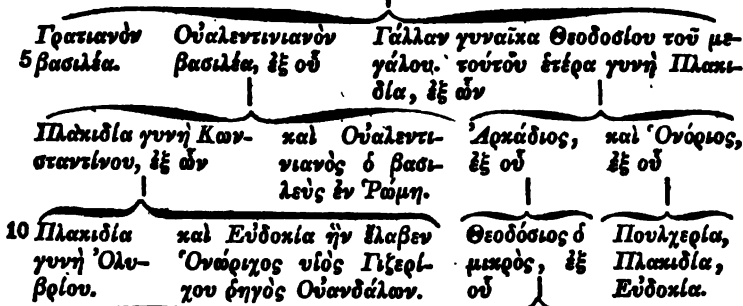 Γρατιανὸν Οὐαλεντινιανὸν Γάλλαν γυναῖκα Θεοδοσίου τοῦ με-
5 βασιλέα. βασιλέα, ἐξ οὗ γάλου. τούτου ἑτέρα γυνὴ Πλακι-
δία, ἐξ ὧν
Πλακιδία γυνὴ Κων- καὶ Οὐαλεντι- Ἀρκάδιος, καὶ Ὁνόριος,
σταντίνου, ἐξ ὧν νιανὸς ὁ βασι- ἐξ οὗ ἐξ οὗ
λεὺς ἐν Ῥώμῃ.
10 Πλακιδία καὶ Εὐδοκία ἣν ἔλαβεν Θεοδόσιος ὁ Πουλχερία,
γυνὴ Ὀλυ- Ὁνώριχος υἱὸς Γιζερί- μικρὸς, ἐξ Πλακιδία,
βρίου. χου ῥηγὸς Οὐανδάλων. οὗ Εὐδοκία.